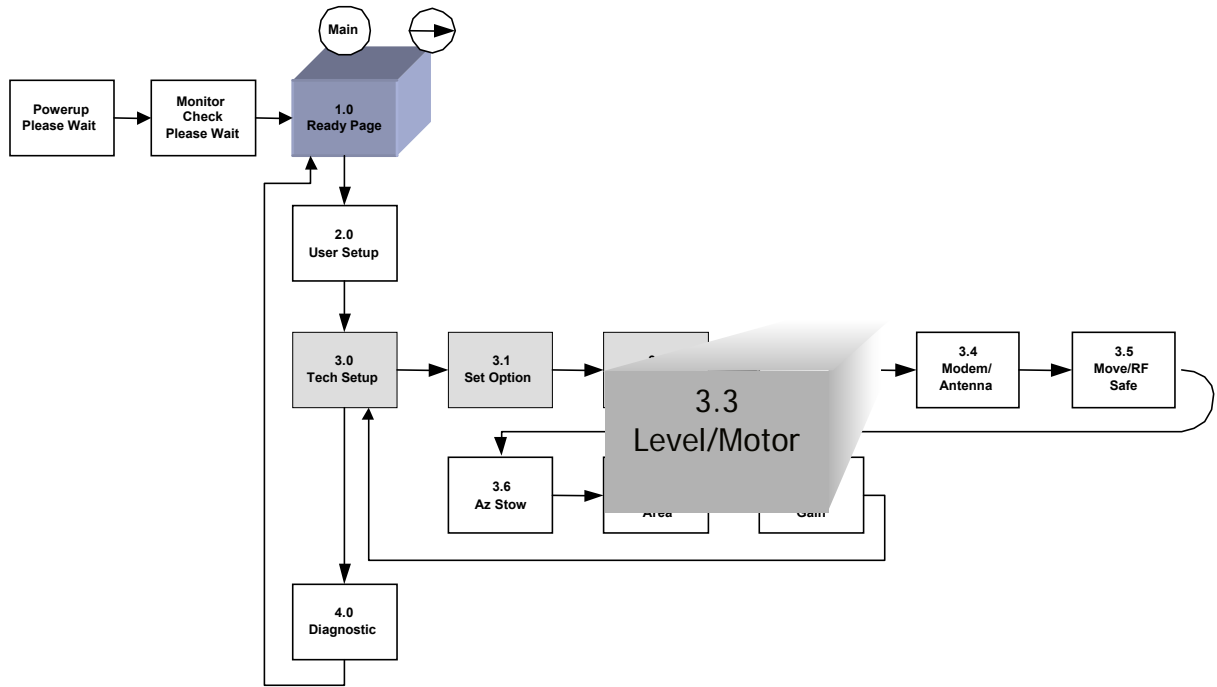 Main
Powerup
Please Wait
Monitor
Check
Please Wait
1.0
Ready Page
2.0
User Setup
3.0
Tech Setup
3.1
Set Option
3.3
Level/Motor
3.4
Modem/
Antenna
3.5
Move/RF
Safe
3.6
Az Stow
Area
Gain
4.0
Diagnostic